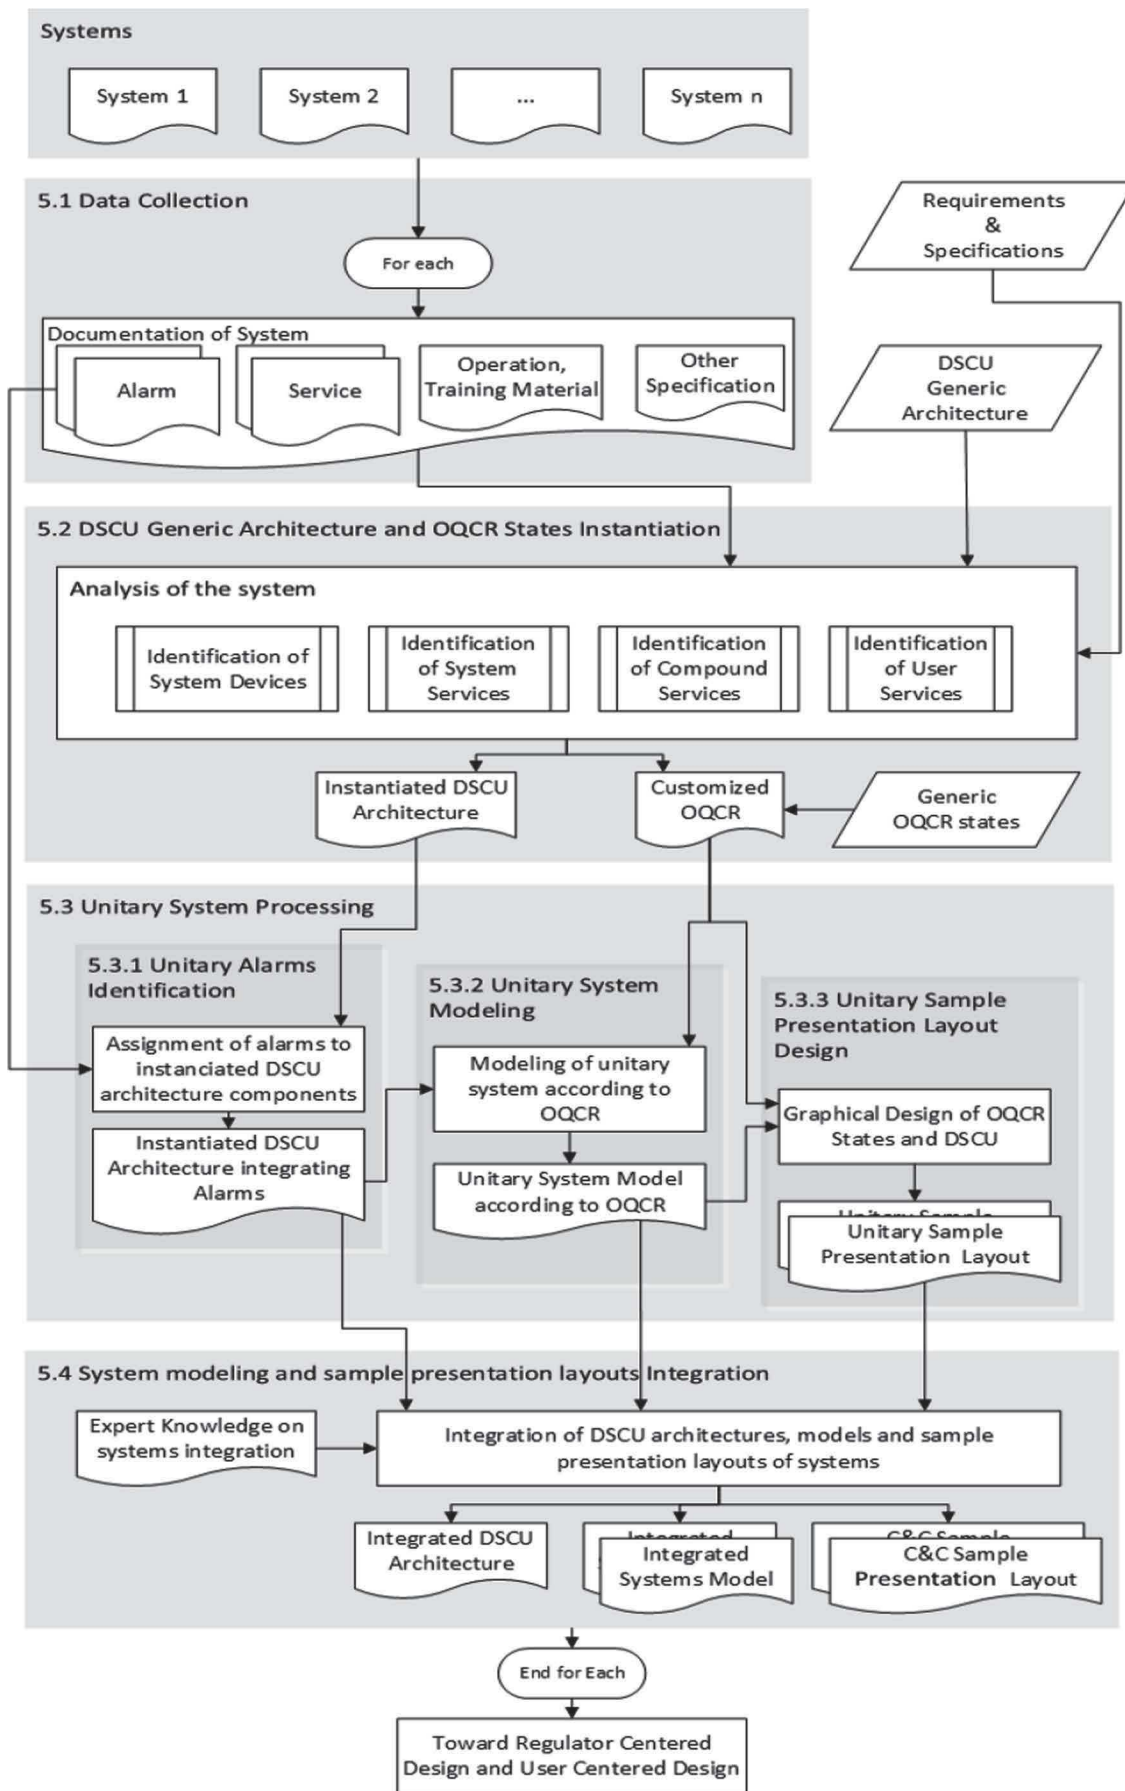 Systems
System 1
System 2
...
System n
5.1 Data Collection
For each
Requirements
&
Specifications
Documentation of System
Alarm
Service
Operation,
Training Material
Other
Specification
DSCU
Generic
Architecture
5.2 DSCU Generic Architecture and OQCR States Instantiation
Analysis of the system
Identification of
System Devices
Identification
of System
Services
Identification
of Compound
Services
Identification
of User
Services
Instantiated DSCU
Architecture
Customized
OQCR
Generic
OQCR states
5.3 Unitary System Processing
5.3.1 Unitary Alarms
Identification
Assignment of alarms to
instanciated DSCU
architecture components
Instantiated DSCU
Architecture integrating
Alarms
5.3.2 Unitary System
Modeling
Modeling of unitary
system according to
OQCR
Unitary System Model
according to OQCR
5.3.3 Unitary Sample
Presentation Layout
Design
Graphical Design of OQCR
States and DSCU
Unitary Sample
Unitary Sample
Presentation Layout
5.4 System modeling and sample presentation layouts Integration
Expert Knowledge on
systems integration
Integration of DSCU architectures, models and sample
presentation layouts of systems
Integrated DSCU
Architecture
Integrated
Integrated
Systems Model
C&C Sample
C&C Sample
Presentation Layout
End for Each
Toward Regulator Centered
Design and User Centered Design